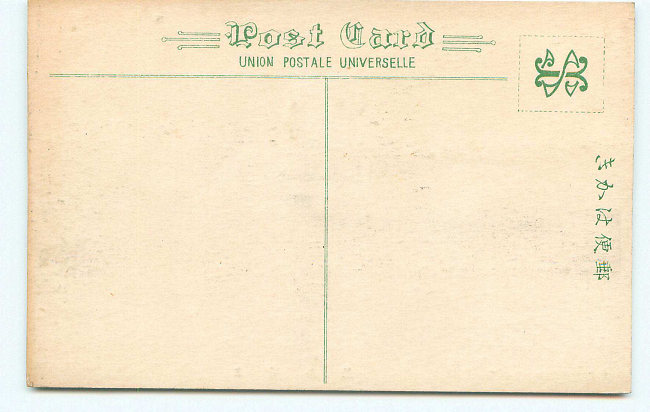 Post Card
UNION POSTALE UNIVERSELLE
きかは便郵